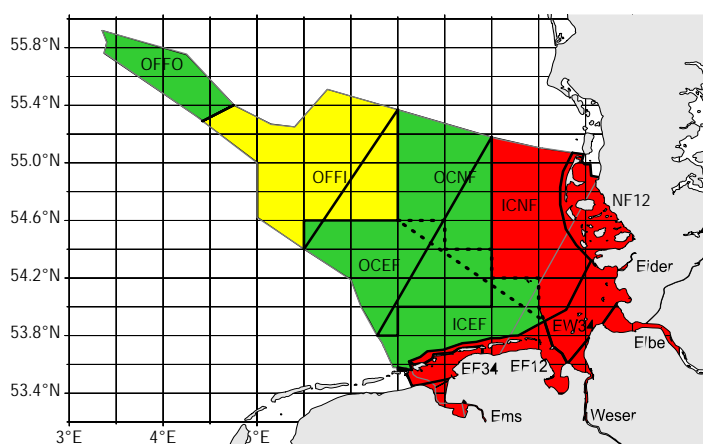 55.8°N
OFFO
55.4°N
55.0°N
OFFI
OCNF
ICNF
NF12
54.6°N
OCEF
Eider
54.2°N
ICEF
EW34
53.8°N
Elbe
EF34
EF12
53.4°N
Ems
Weser
3°E
4°E
5°E